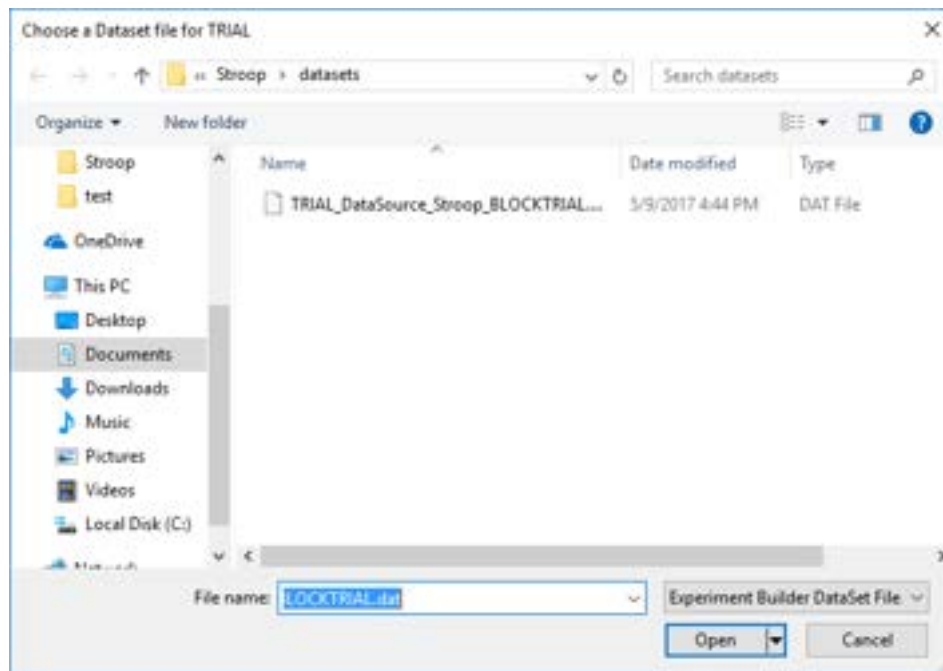 Choose a Dataset file for TRIAL
« Stroop › datasets
Search datasets
Organize
New folder
Name
Date modified
Type
Stroop
test
TRIAL_DataSource_Stroop_BLOCKTRIAL....
5/9/2017 4:44 PM
DAT File
OneDrive
This PC
Desktop
Documents
Downloads
Music
Pictures
Videos
Local Disk (C:)
File name:
LOCKTRIAL.dat
Experiment Builder DataSet File
Open
Cancel